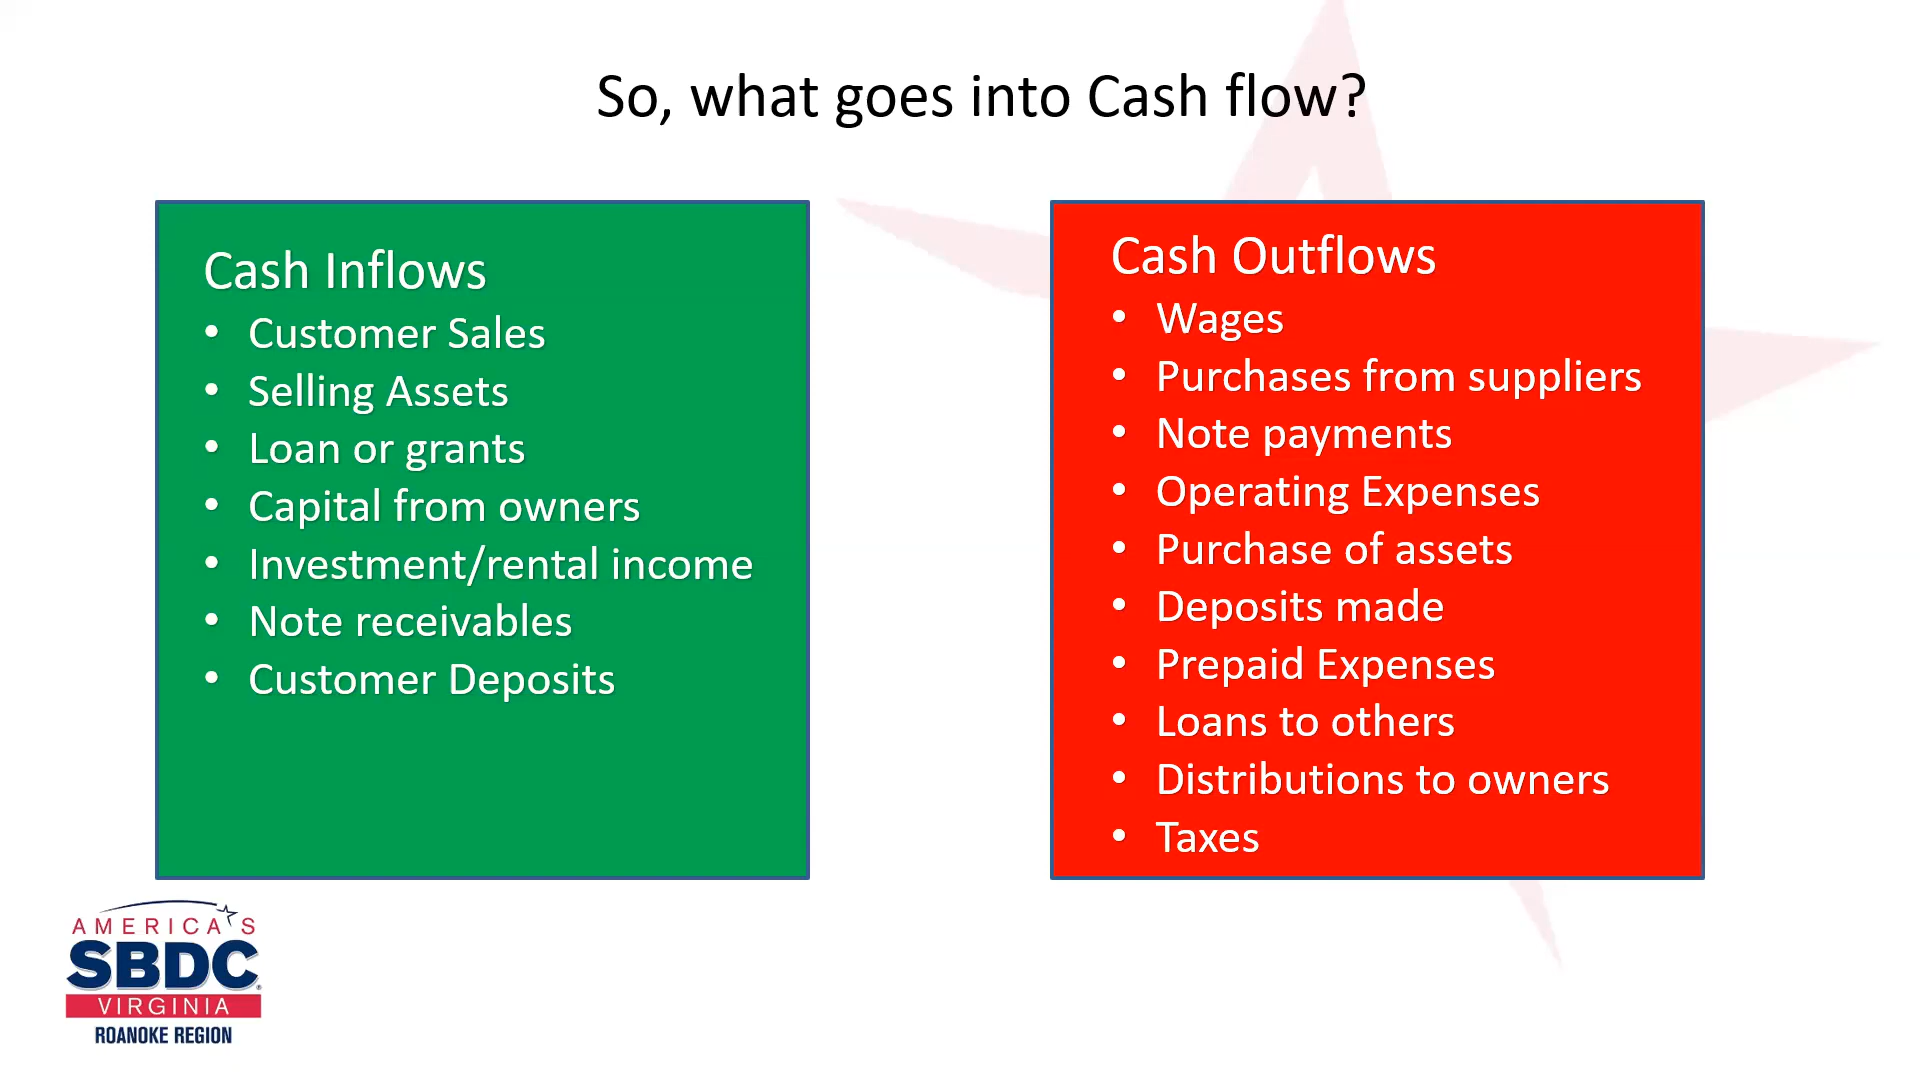 So, what goes into Cash flow?
Cash Inflows
• Customer Sales
• Selling Assets
• Loan or grants
• Capital from owners
• Investment/rental income
• Note receivables
• Customer Deposits
Cash Outflows
• Wages
• Purchases from suppliers
• Note payments
• Operating Expenses
• Purchase of assets
• Deposits made
• Prepaid Expenses
• Loans to others
• Distributions to owners
• Taxes
AMERICA'S
SBDC®
VIRGINIA
ROANOKE REGION